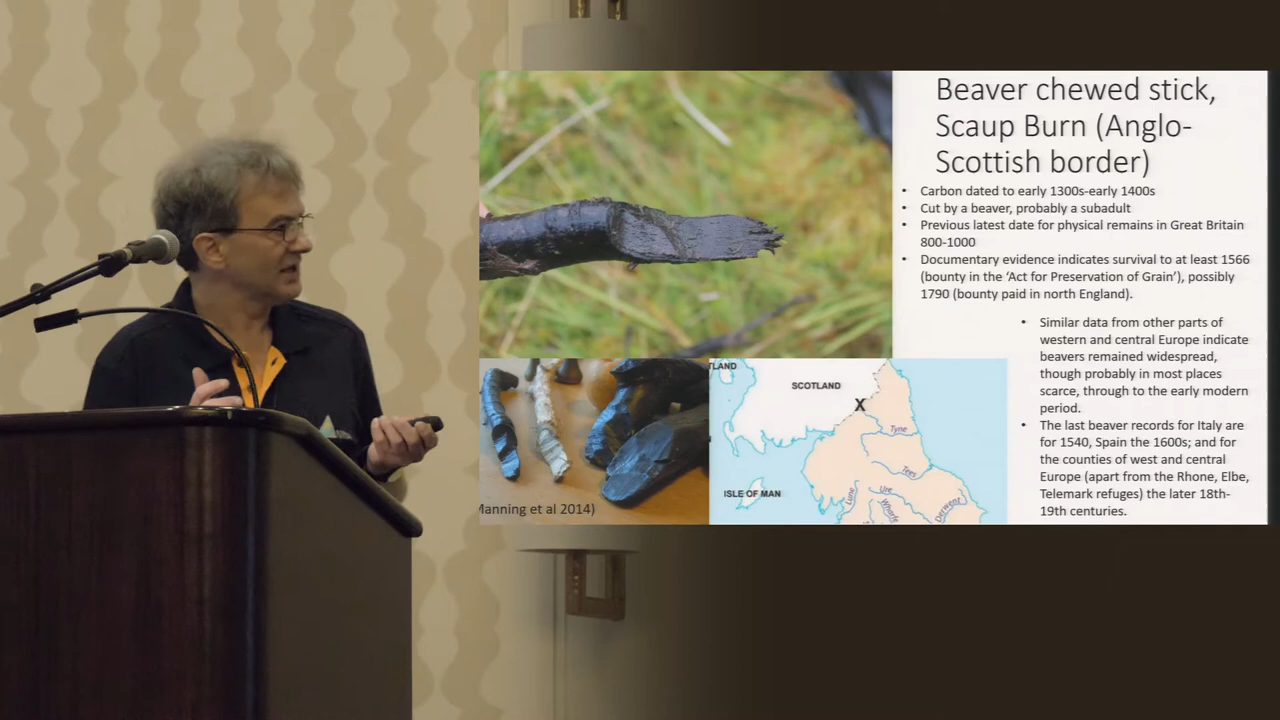 Beaver chewed stick,
Scaup Burn (Anglo-
Scottish border)
• Carbon dated to early 1300s-early 1400s
• Cut by a beaver, probably a subadult
• Previous latest date for physical remains in Great Britain
800-1000
• Documentary evidence indicates survival to at least 1566
(bounty in the ‘Act for Preservation of Grain’), possibly
1790 (bounty paid in north England).
• Similar data from other parts of
western and central Europe indicate
beavers remained widespread,
though probably in most places
scarce, through to the early modern
period.
• The last beaver records for Italy are
for 1540, Spain the 1600s; and for
the counties of west and central
Europe (apart from the Rhone, Elbe,
Telemark refuges) the later 18th-
19th centuries.
TLAND
SCOTLAND
X
Tyne
Tees
ISLE OF MAN
Lune
Ure
Wharfe
Derwent
Manning et al 2014)